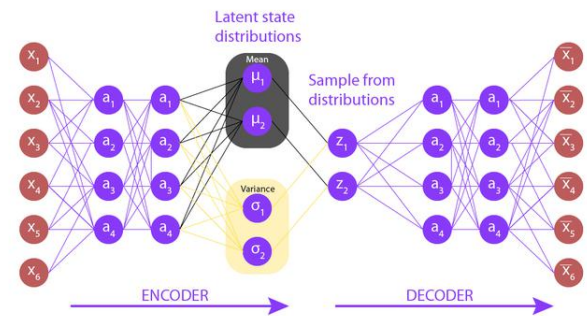 Latent state
distributions
Mean
μ1
μ2
Variance
σ1
σ2
Sample from
distributions
x1
x2
x3
x4
x5
x6
a1
a2
a3
a4
a1
a2
a3
a4
z1
z2
a1
a2
a3
a4
a1
a2
a3
a4
x̅1
x̅2
x̅3
x̅4
x̅5
x̅6
ENCODER
DECODER